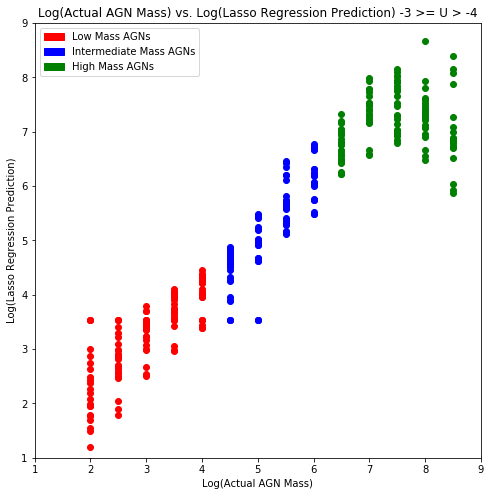 Log(Actual AGN Mass) vs. Log(Lasso Regression Prediction) -3 >= U > -4
Low Mass AGNs
Intermediate Mass AGNs
High Mass AGNs
Log(Lasso Regression Prediction)
9
8
7
6
5
4
3
2
1
1 2 3 4 5 6 7 8 9
Log(Actual AGN Mass)